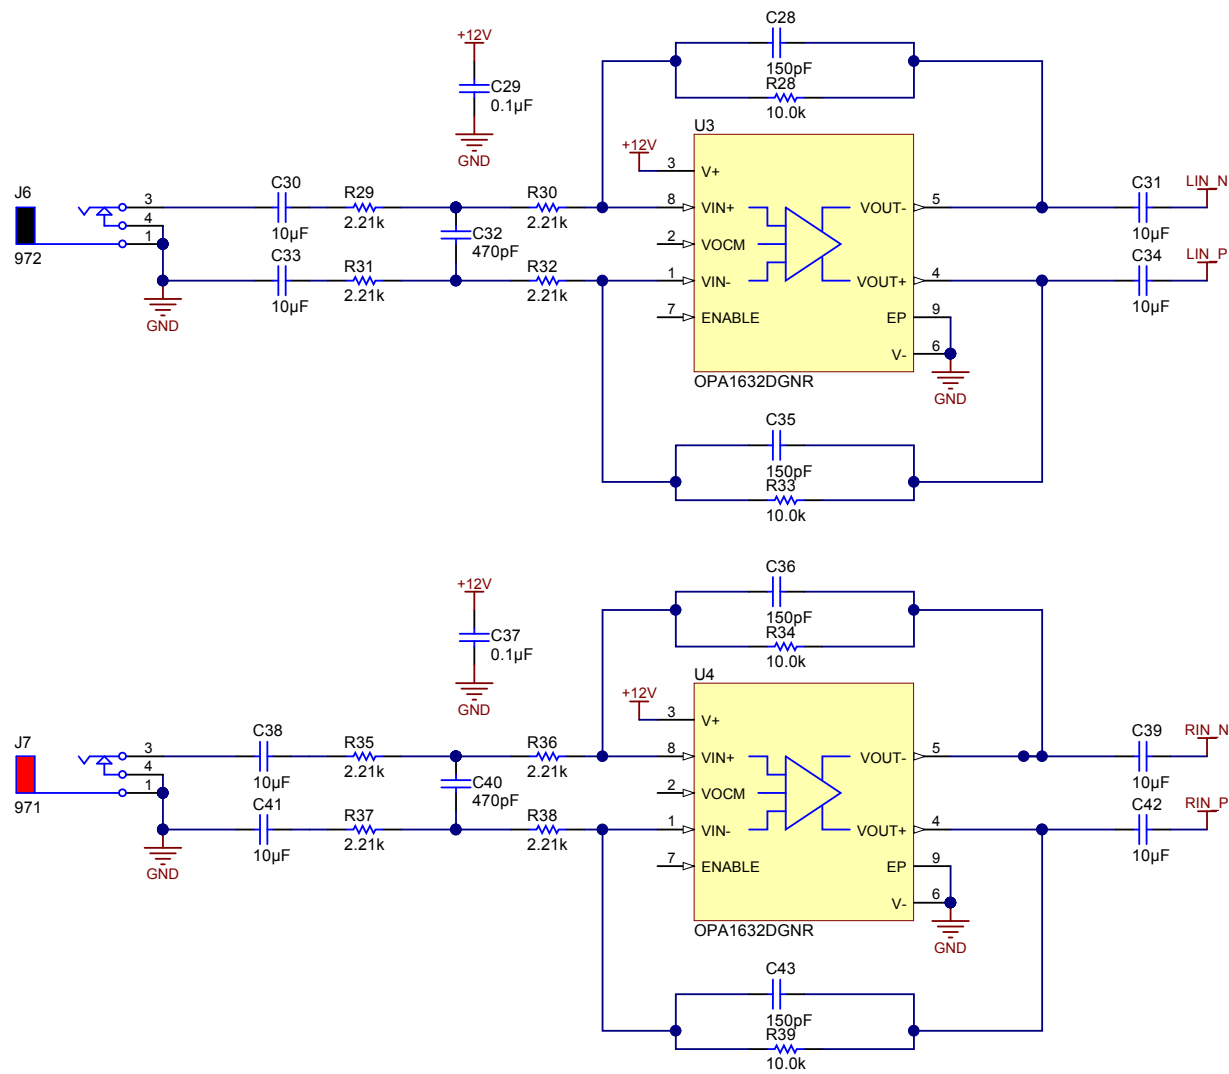 C28
150pF
R28
10.0k
+12V
C29
0.1µF
GND
U3
+12V
3
V+
J6
972
3
4
1
C30
10µF
R29
2.21k
R30
2.21k
8
VIN+
VOUT-
5
C31
10µF
LIN_N
C32
470pF
2
VOCM
C33
10µF
R31
2.21k
R32
2.21k
1
VIN-
VOUT+
4
C34
10µF
LIN_P
GND
7
ENABLE
EP
9
V-
6
GND
OPA1632DGNR
C35
150pF
R33
10.0k
C36
150pF
R34
10.0k
+12V
C37
0.1µF
GND
U4
+12V
3
V+
J7
971
3
4
1
C38
10µF
R35
2.21k
R36
2.21k
8
VIN+
VOUT-
5
C39
10µF
RIN_N
C40
470pF
2
VOCM
C41
10µF
R37
2.21k
R38
2.21k
1
VIN-
VOUT+
4
C42
10µF
RIN_P
GND
7
ENABLE
EP
9
V-
6
GND
OPA1632DGNR
C43
150pF
R39
10.0k